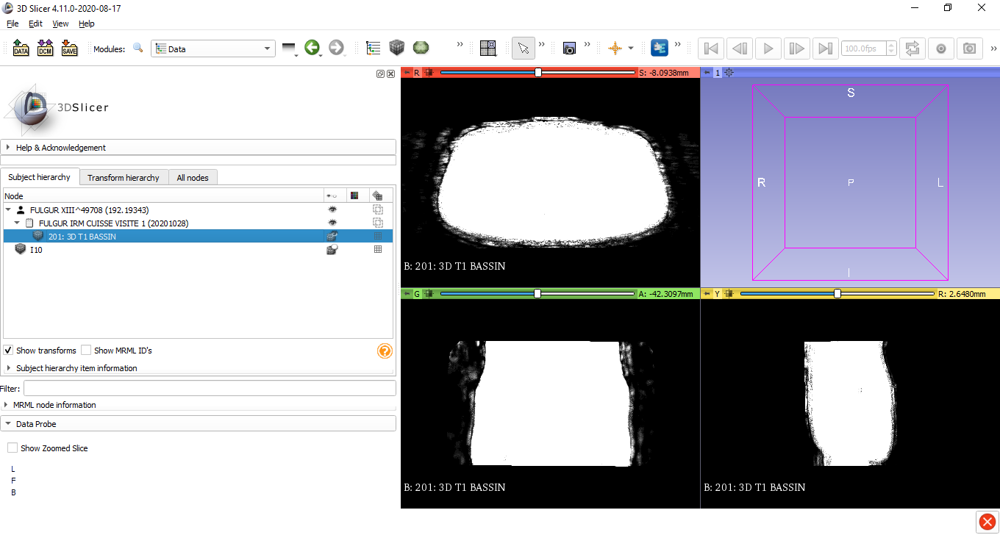 3D Slicer 4.11.0-2020-08-17
File Edit View Help
DATA DCM SAVE Modules: Data 100.0fps
3DSlicer
Help & Acknowledgement
Subject hierarchy Transform hierarchy All nodes
Node
FULGUR XIII^49708 (192.19343)
FULGUR IRM CUISSE VISITE 1 (20201028)
201: 3D T1 BASSIN
I10
Show transforms Show MRML ID's
Subject hierarchy item information
Filter:
MRML node information
Data Probe
Show Zoomed Slice
L
F
B
R S: -8.0938mm
B: 201: 3D T1 BASSIN
1
S
R P L
I
G A: -42.3097mm
B: 201: 3D T1 BASSIN
Y R: 2.6480mm
B: 201: 3D T1 BASSIN